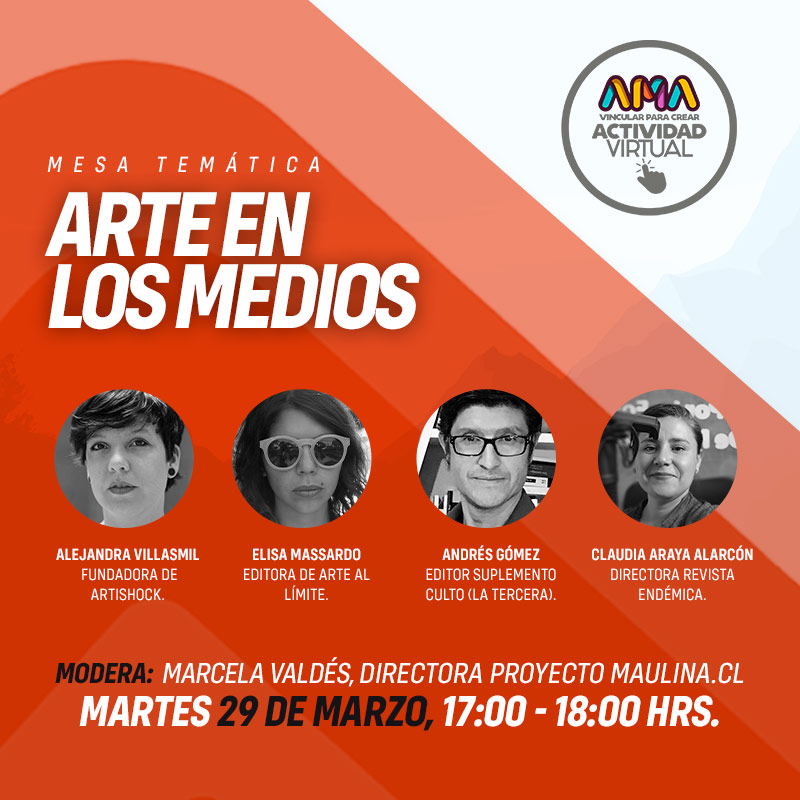 AMA
VINCULAR PARA CREAR
ACTIVIDAD
VIRTUAL
MESA TEMÁTICA
ARTE EN
LOS MEDIOS
ALEJANDRA VILLASMIL
FUNDADORA DE
ARTISHOCK.
ELISA MASSARDO
EDITORA DE ARTE AL
LÍMITE.
ANDRÉS GÓMEZ
EDITOR SUPLEMENTO
CULTO (LA TERCERA).
CLAUDIA ARAYA ALARCÓN
DIRECTORA REVISTA
ENDÉMICA.
MODERA: MARCELA VALDÉS, DIRECTORA PROYECTO MAULINA.CL
MARTES 29 DE MARZO, 17:00 - 18:00 HRS.